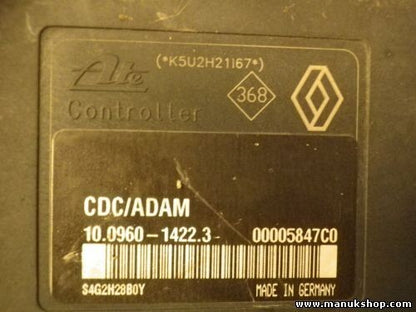 (*K5U2H21I67*)
Ate
368
Controller
CDC/ADAM
10.0960-1422.3 00005847C0
S4G2H28B0Y MADE IN GERMANY
www.manukshop.com